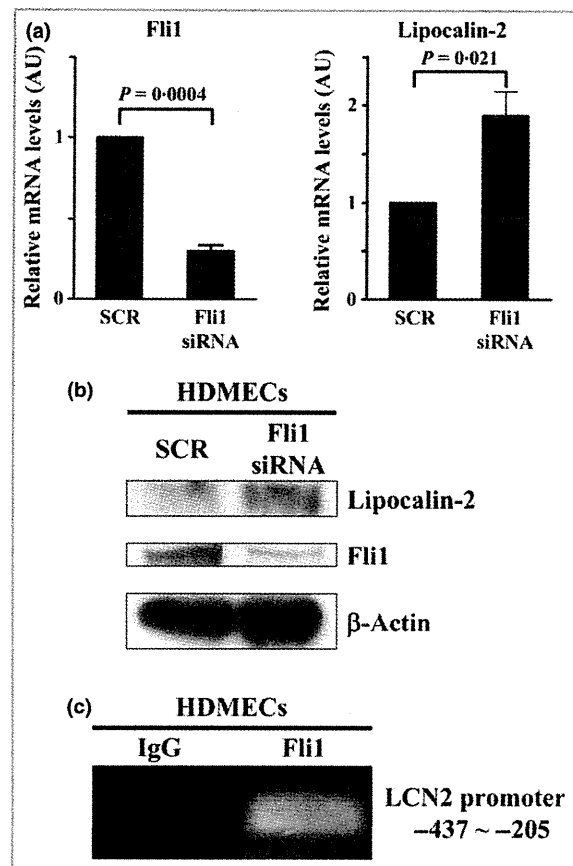 (a)
Fli1
Relative mRNA levels (AU)
P = 0·0004
1
0
SCR
Fli1
siRNA
Lipocalin-2
Relative mRNA levels (AU)
P = 0·021
2
1
0
SCR
Fli1
siRNA
(b)
HDMECs
SCR
Fli1
siRNA
Lipocalin-2
Fli1
β-Actin
(c)
HDMECs
IgG
Fli1
LCN2 promoter
−437 ~ −205